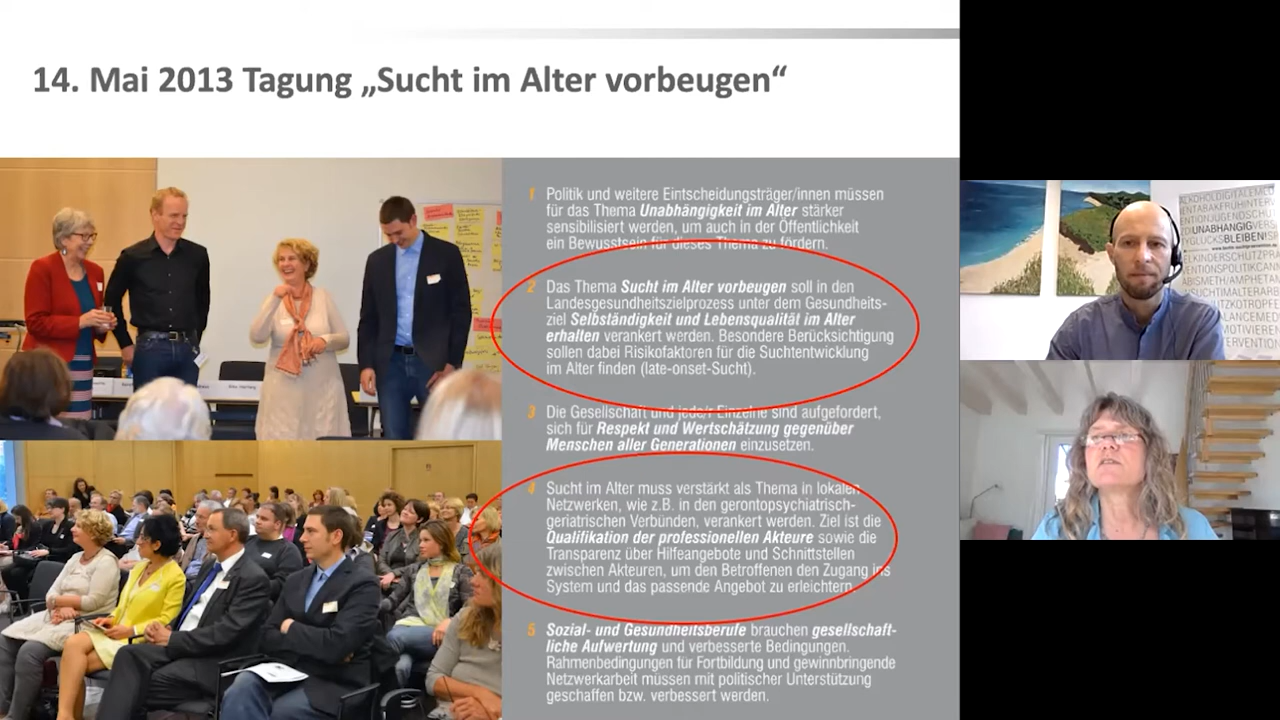 14. Mai 2013 Tagung „Sucht im Alter vorbeugen“
1 Politik und weitere Eintscheidungsträger/innen müssen
für das Thema Unabhängigkeit im Alter stärker
sensibilisiert werden, um auch in der Öffentlichkeit
ein Bewusstsein für dieses Thema zu fördern.
2 Das Thema Sucht im Alter vorbeugen soll in den
Landesgesundheitszielprozess unter dem Gesundheits-
ziel Selbständigkeit und Lebensqualität im Alter
erhalten verankert werden. Besondere Berücksichtigung
sollen dabei Risikofaktoren für die Suchtentwicklung
im Alter finden (late-onset-Sucht).
3 Die Gesellschaft und jede/r Einzelne sind aufgefordert,
sich für Respekt und Wertschätzung gegenüber
Menschen aller Generationen einzusetzen.
4 Sucht im Alter muss verstärkt als Thema in lokalen
Netzwerken, wie z.B. in den gerontopsychiatrisch-
geriatrischen Verbünden, verankert werden. Ziel ist die
Qualifikation der professionellen Akteure sowie die
Transparenz über Hilfeangebote und Schnittstellen
zwischen Akteuren, um den Betroffenen den Zugang ins
System und das passende Angebot zu erleichtern.
5 Sozial- und Gesundheitsberufe brauchen gesellschaft-
liche Aufwertung und verbesserte Bedingungen.
Rahmenbedingungen für Fortbildung und gewinnbringende
Netzwerkarbeit müssen mit politischer Unterstützung
geschaffen bzw. verbessert werden.
UNABHÄNGIG
BLEIBEN